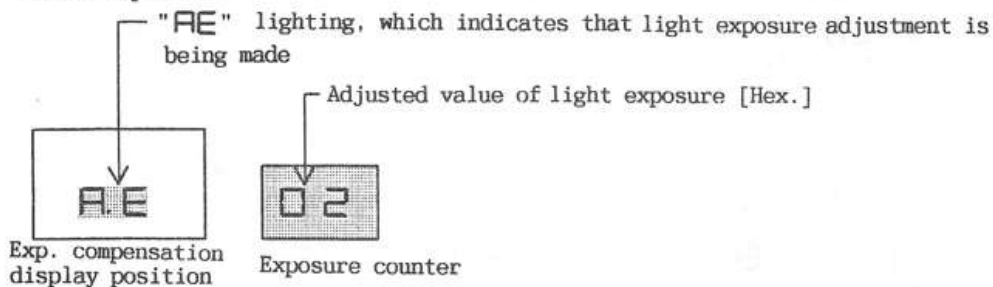 "AE" lighting, which indicates that light exposure adjustment is
being made
Adjusted value of light exposure [Hex.]
A.E
02
Exp. compensation
display position
Exposure counter